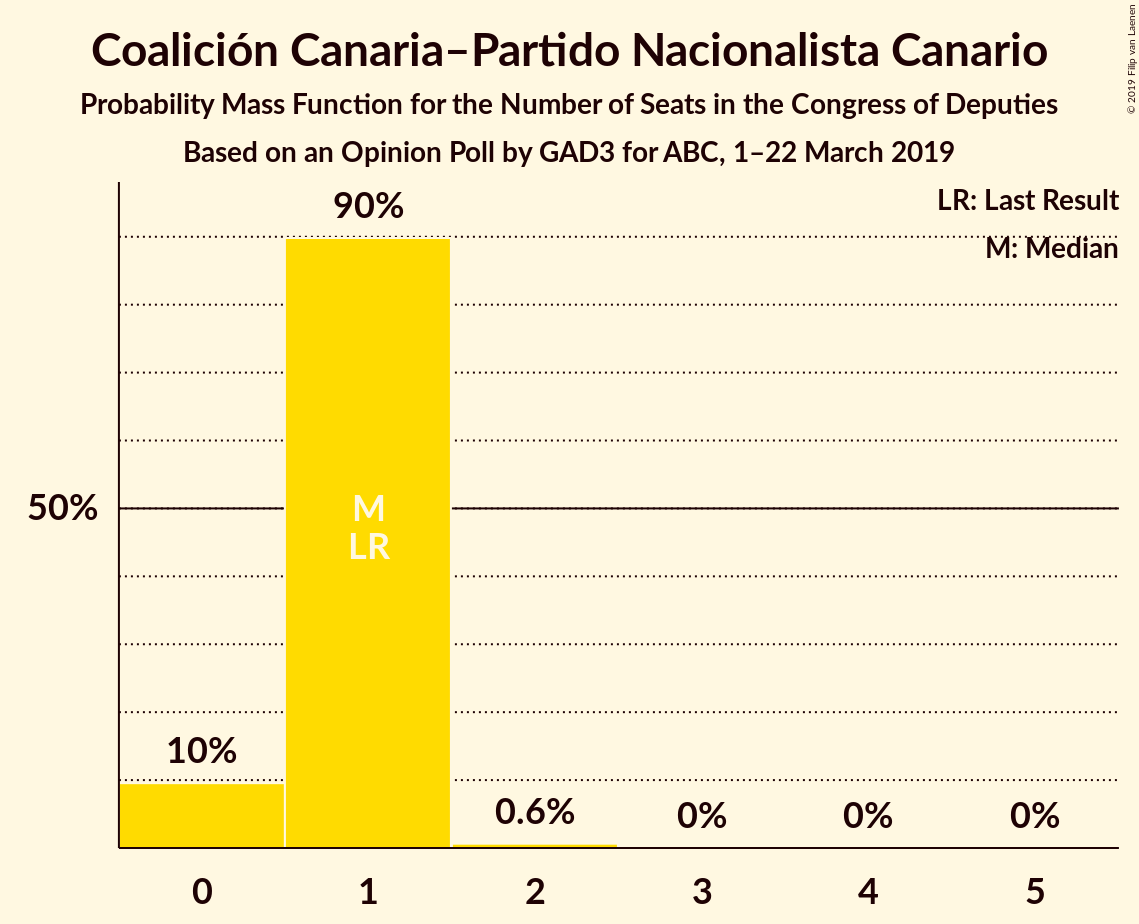 Coalición Canaria–Partido Nacionalista Canario
Probability Mass Function for the Number of Seats in the Congress of Deputies
Based on an Opinion Poll by GAD3 for ABC, 1–22 March 2019
© 2019 Filip van Laenen
LR: Last Result
M: Median
90%
50%
M
LR
10%
0.6%
0%
0%
0%
0
1
2
3
4
5